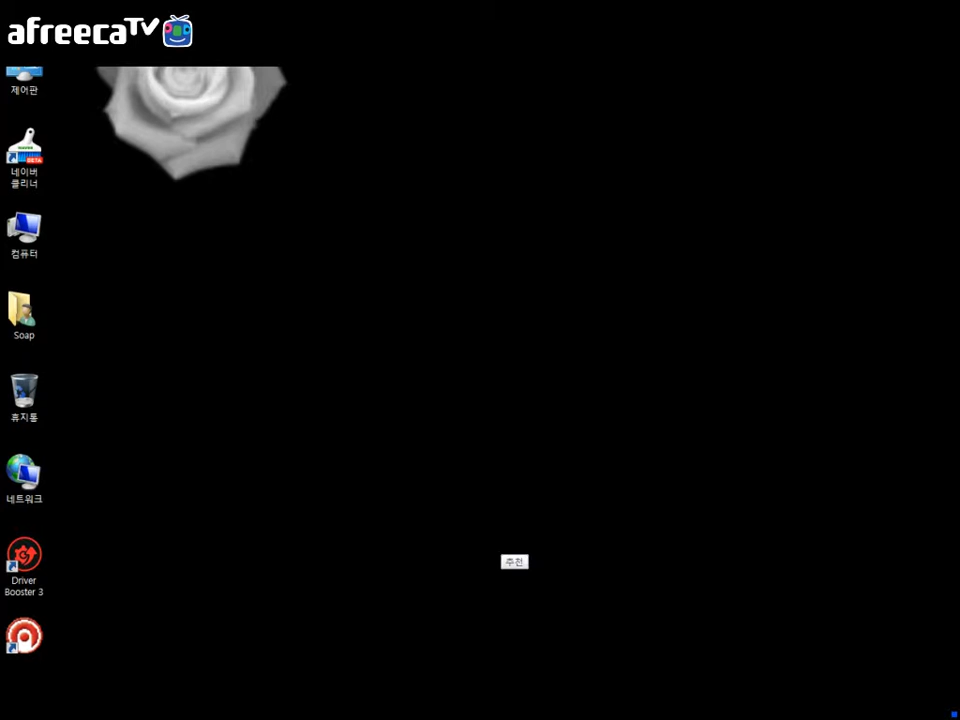 afreecaTV
제어판
BETA
네이버
클리너
컴퓨터
Soap
휴지통
네트워크
Driver
Booster 3
추천